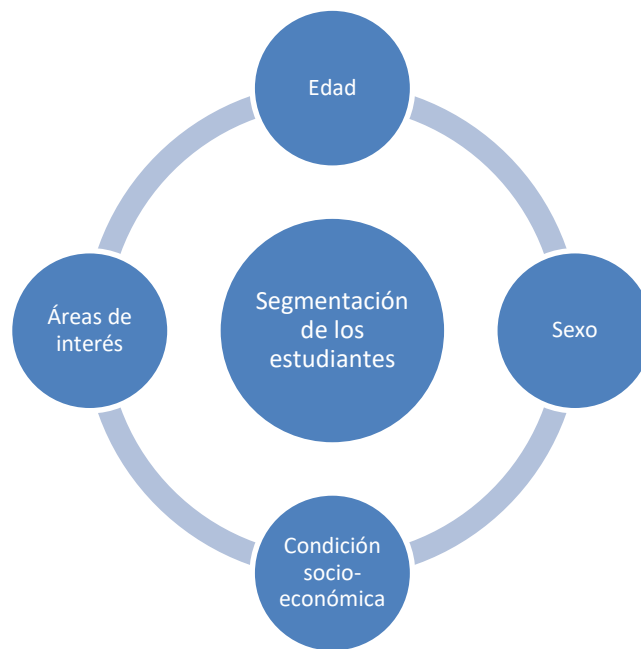 Edad
Segmentación
de los
estudiantes
Áreas de
interés
Sexo
Condición
socio-
económica